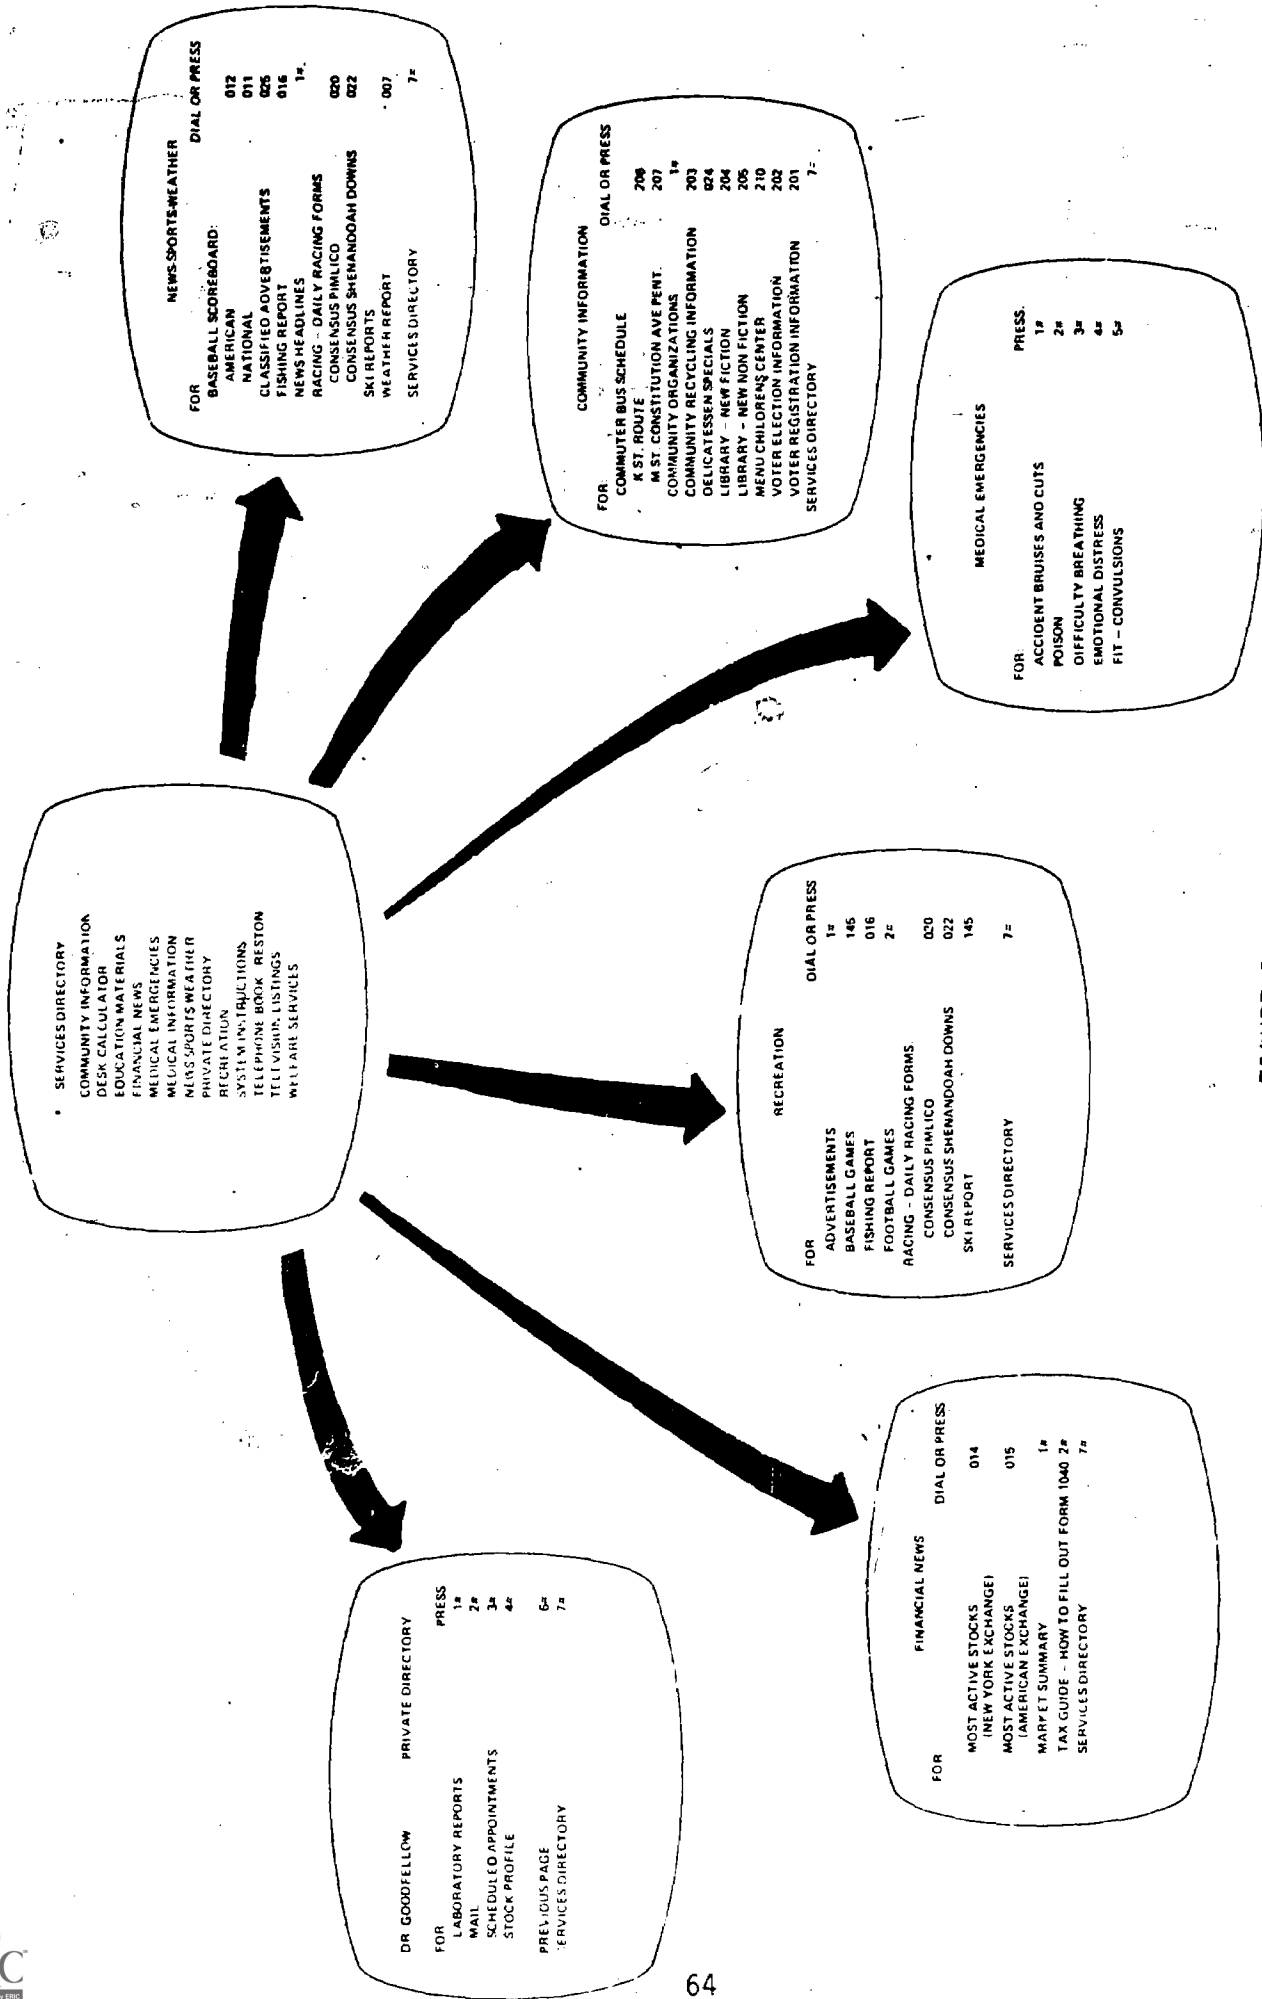 SERVICES DIRECTORY
COMMUNITY INFORMATION
DESK CALCULATOR
EDUCATION MATERIALS
FINANCIAL NEWS
MEDICAL EMERGENCIES
MEDICAL INFORMATION
NEWS SPORTS WEATHER
PRIVATE DIRECTORY
RECREATION
SYSTEM INSTRUCTIONS
TELEPHONE BOOK RESTON
TELEVISION LISTINGS
WELFARE SERVICES
DR GOODFELLOW PRIVATE DIRECTORY
FOR PRESS
LABORATORY REPORTS 1#
MAIL 2#
SCHEDULED APPOINTMENTS 3#
STOCK PROFILE 4#
PREVIOUS PAGE 6#
SERVICES DIRECTORY 7#
FINANCIAL NEWS
FOR DIAL OR PRESS
MOST ACTIVE STOCKS
(NEW YORK EXCHANGE) 014
MOST ACTIVE STOCKS
(AMERICAN EXCHANGE) 015
MARKET SUMMARY 1#
TAX GUIDE - HOW TO FILL OUT FORM 1040 2#
SERVICES DIRECTORY 7#
RECREATION
FOR DIAL OR PRESS
ADVERTISEMENTS 1#
BASEBALL GAMES 145
FISHING REPORT 016
FOOTBALL GAMES 2#
RACING - DAILY RACING FORMS
CONSENSUS PIMLICO 020
CONSENSUS SHENANDOAH DOWNS 022
SKI REPORT 145
SERVICES DIRECTORY 7#
MEDICAL EMERGENCIES
FOR: PRESS
ACCIDENT BRUISES AND CUTS 1#
POISON 2#
DIFFICULTY BREATHING 3#
EMOTIONAL DISTRESS 4#
FIT - CONVULSIONS 5#
COMMUNITY INFORMATION
FOR: DIAL OR PRESS
COMMUTER BUS SCHEDULE
K ST. ROUTE 206
M ST. CONSTITUTION AVE PENT. 207
COMMUNITY ORGANIZATIONS 1#
COMMUNITY RECYCLING INFORMATION 203
DELICATESSEN SPECIALS 024
LIBRARY - NEW FICTION 204
LIBRARY - NEW NON FICTION 205
MENU CHILDRENS CENTER 210
VOTER ELECTION INFORMATION 202
VOTER REGISTRATION INFORMATION 201
SERVICES DIRECTORY 7#
NEWS-SPORTS-WEATHER
FOR DIAL OR PRESS
BASEBALL SCOREBOARD:
AMERICAN 012
NATIONAL 011
CLASSIFIED ADVERTISEMENTS 025
FISHING REPORT 016
NEWS HEADLINES 1#
RACING - DAILY RACING FORMS
CONSENSUS PIMLICO 020
CONSENSUS SHENANDOAH DOWNS 022
SKI REPORTS
WEATHER REPORT 007
SERVICES DIRECTORY 7#
64